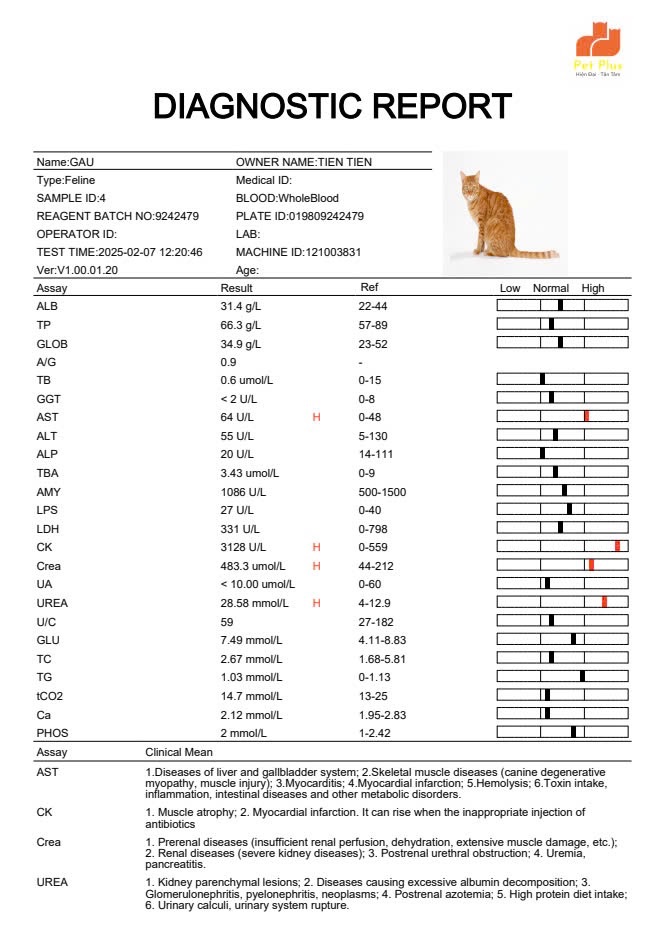 Pet Plus
Hiện Đại - Tận Tâm
DIAGNOSTIC REPORT
Name:GAU OWNER NAME:TIEN TIEN
Type:Feline Medical ID:
SAMPLE ID:4 BLOOD:WholeBlood
REAGENT BATCH NO:9242479 PLATE ID:019809242479
OPERATOR ID: LAB:
TEST TIME:2025-02-07 12:20:46 MACHINE ID:121003831
Ver:V1.00.01.20 Age:
Assay Result Ref Low Normal High
ALB 31.4 g/L 22-44
TP 66.3 g/L 57-89
GLOB 34.9 g/L 23-52
A/G 0.9 -
TB 0.6 umol/L 0-15
GGT < 2 U/L 0-8
AST 64 U/L H 0-48
ALT 55 U/L 5-130
ALP 20 U/L 14-111
TBA 3.43 umol/L 0-9
AMY 1086 U/L 500-1500
LPS 27 U/L 0-40
LDH 331 U/L 0-798
CK 3128 U/L H 0-559
Crea 483.3 umol/L H 44-212
UA < 10.00 umol/L 0-60
UREA 28.58 mmol/L H 4-12.9
U/C 59 27-182
GLU 7.49 mmol/L 4.11-8.83
TC 2.67 mmol/L 1.68-5.81
TG 1.03 mmol/L 0-1.13
tCO2 14.7 mmol/L 13-25
Ca 2.12 mmol/L 1.95-2.83
PHOS 2 mmol/L 1-2.42
Assay Clinical Mean
AST 1.Diseases of liver and gallbladder system; 2.Skeletal muscle diseases (canine degenerative
myopathy, muscle injury); 3.Myocarditis; 4.Myocardial infarction; 5.Hemolysis; 6.Toxin intake,
inflammation, intestinal diseases and other metabolic disorders.
CK 1. Muscle atrophy; 2. Myocardial infarction. It can rise when the inappropriate injection of
antibiotics
Crea 1. Prerenal diseases (insufficient renal perfusion, dehydration, extensive muscle damage, etc.);
2. Renal diseases (severe kidney diseases); 3. Postrenal urethral obstruction; 4. Uremia,
pancreatitis.
UREA 1. Kidney parenchymal lesions; 2. Diseases causing excessive albumin decomposition; 3.
Glomerulonephritis, pyelonephritis, neoplasms; 4. Postrenal azotemia; 5. High protein diet intake;
6. Urinary calculi, urinary system rupture.